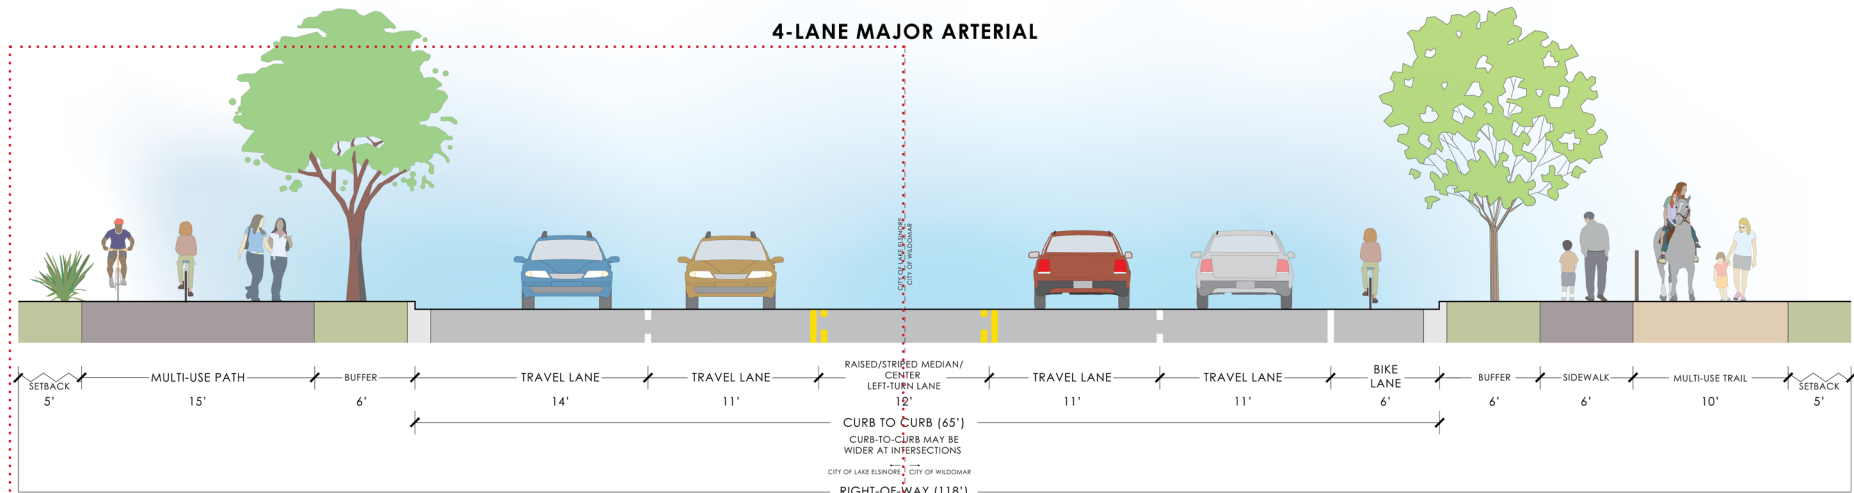 4-LANE MAJOR ARTERIAL
CITY OF LAKE ELSINORE
CITY OF WILDOMAR
SETBACK
MULTI-USE PATH
BUFFER
TRAVEL LANE
TRAVEL LANE
RAISED/STRIPED MEDIAN/
CENTER
LEFT-TURN LANE
TRAVEL LANE
TRAVEL LANE
BIKE
LANE
BUFFER
SIDEWALK
MULTI-USE TRAIL
SETBACK
5' 15' 6' 14' 11' 12' 11' 11' 6' 6' 6' 10' 5'
CURB TO CURB (65')
CURB-TO-CURB MAY BE
WIDER AT INTERSECTIONS
← →
CITY OF LAKE ELSINORE CITY OF WILDOMAR
RIGHT-OF-WAY (118')